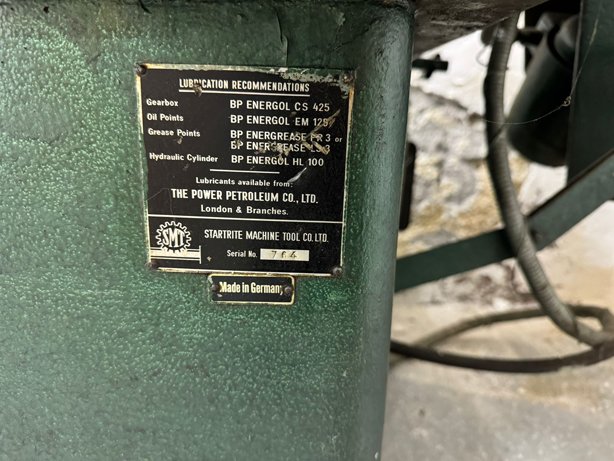 LUBRICATION RECOMMENDATIONS
Gearbox BP ENERGOL CS 425
Oil Points BP ENERGOL EM 125
Grease Points BP ENERGREASE PR 3 or
BP ENERGREASE LS 3
Hydraulic Cylinder BP ENERGOL HL 100
Lubricants available from:
THE POWER PETROLEUM CO., LTD.
London & Branches.
SMT
STARTRITE MACHINE TOOL CO. LTD.
Serial No. 764
Made in Germany